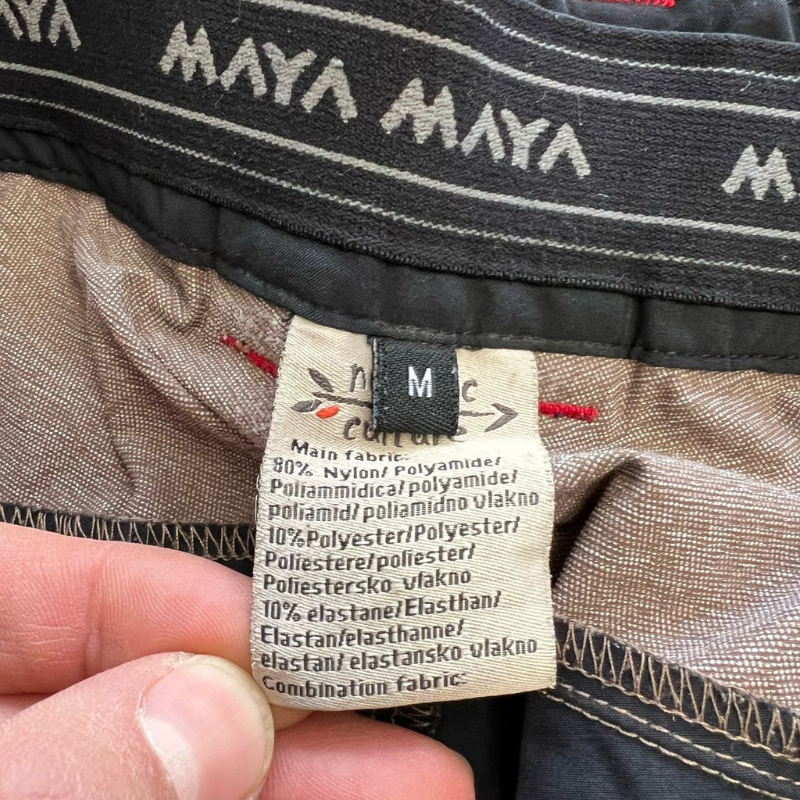 MAYA MAYA
M
culture
Main fabric:
80% Nylon/ Polyamide/
Poliammidica/ polyamide/
poliamid/ poliamidno vlakno
10%Polyester/Polyester/
Poliestere/poliester/
Poliestersko vlakno
10% elastane/Elasthan/
Elastan/elasthanne/
elastan/ elastansko vlakno
Combination fabric: